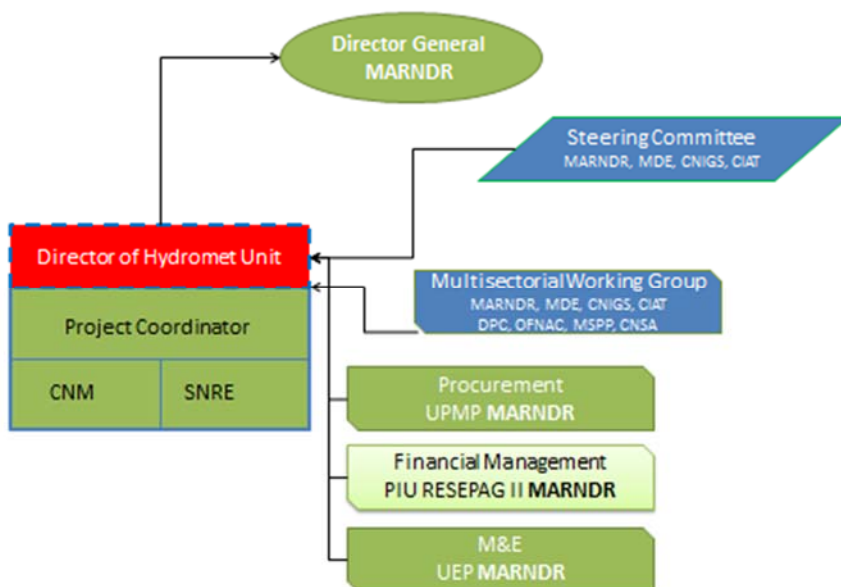 Director General
MARNDR
Steering Committee
MARNDR, MDE, CNIGS, CIAT
Director of Hydromet Unit
Multisectorial Working Group
MARNDR, MDE, CNIGS, CIAT
DPC, OFNAC, MSPP, CNSA
Project Coordinator
CNM
SNRE
Procurement
UPMP MARNDR
Financial Management
PIU RESEPAG II MARNDR
M&E
UEP MARNDR